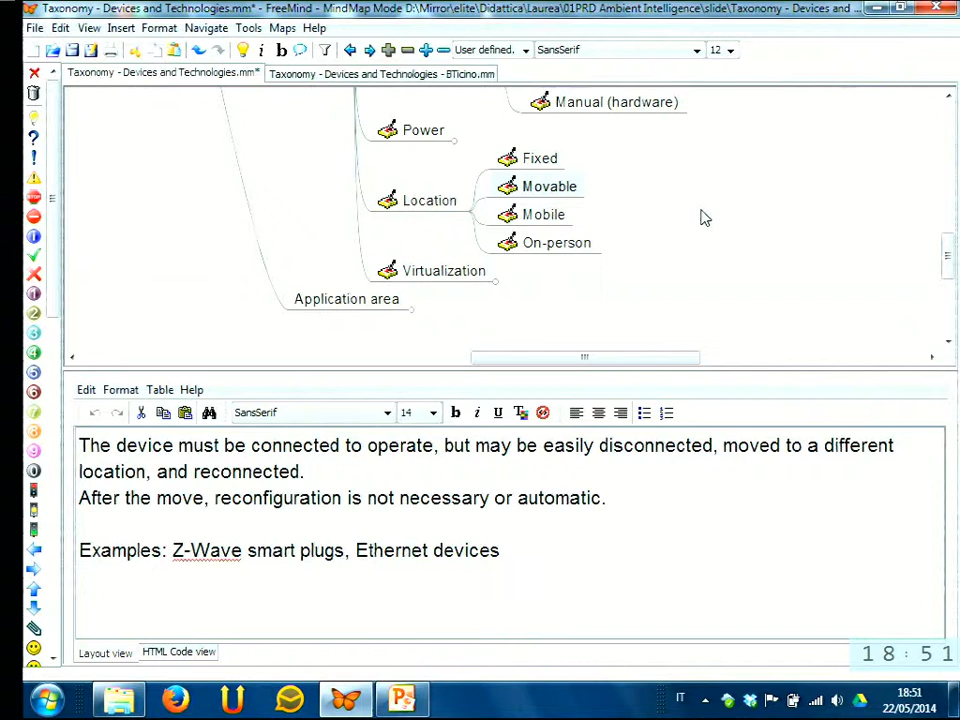 Taxonomy - Devices and Technologies.mm* - FreeMind - MindMap Mode D:\Mirror\elite\Didattica\Laurea\01PRD Ambient Intelligence\slide\Taxonomy - Devices and ...
File Edit View Insert Format Navigate Tools Maps Help
User defined. SansSerif 12
Taxonomy - Devices and Technologies.mm* Taxonomy - Devices and Technologies - BTicino.mm
Manual (hardware)
Power
Fixed
Movable
Location
Mobile
On-person
Virtualization
Application area
Edit Format Table Help
SansSerif 14
The device must be connected to operate, but may be easily disconnected, moved to a different
location, and reconnected.
After the move, reconfiguration is not necessary or automatic.
Examples: Z-Wave smart plugs, Ethernet devices
Layout view HTML Code view
18:51
IT
18:51
22/05/2014